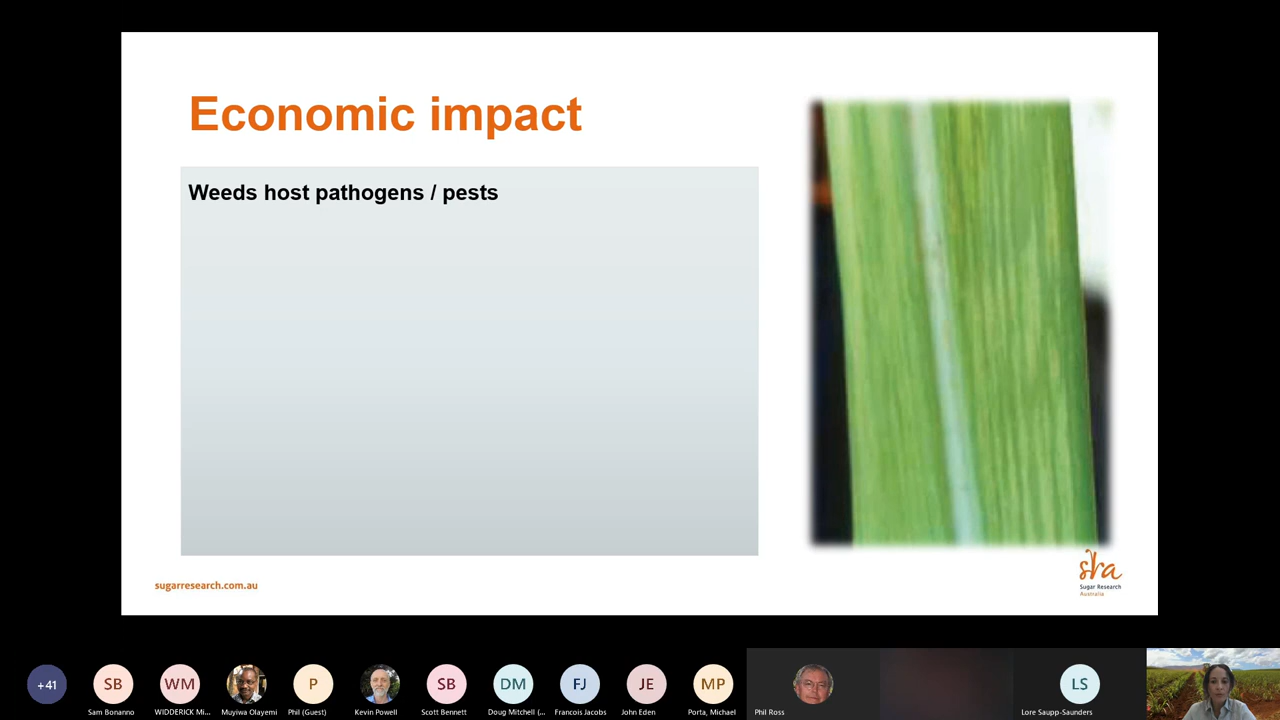 Economic impact
Weeds host pathogens / pests
sugarresearch.com.au
sra
Sugar Research
Australia
+41
SB
WM
P
SB
DM
FJ
JE
MP
LS
Sam Bonanno
WIDDERICK Mi...
Muyiwa Olayemi
Phil (Guest)
Kevin Powell
Scott Bennett
Doug Mitchell (...
Francois Jacobs
John Eden
Porta, Michael
Phil Ross
Lore Saupp-Saunders